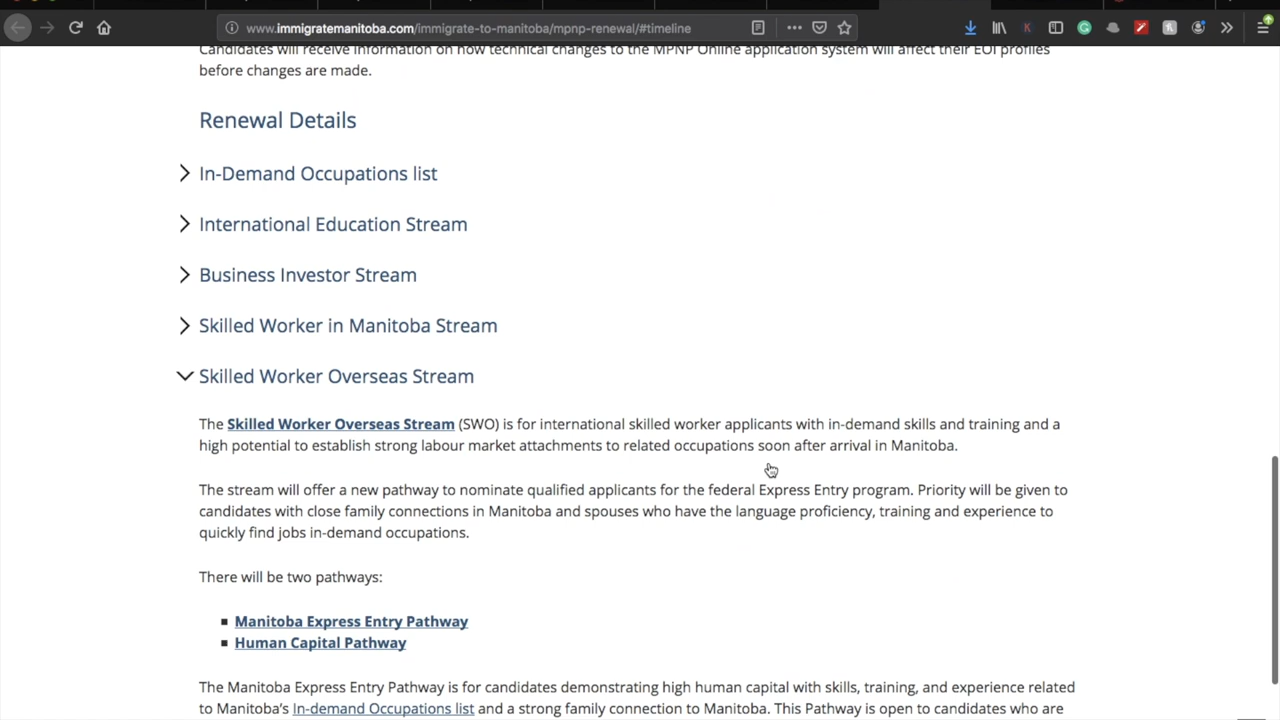 www.immigratemanitoba.com/immigrate-to-manitoba/mpnp-renewal/#timeline
Candidates will receive information on how technical changes to the MPNP Online application system will affect their EOI profiles
before changes are made.
Renewal Details
In-Demand Occupations list
International Education Stream
Business Investor Stream
Skilled Worker in Manitoba Stream
Skilled Worker Overseas Stream
The Skilled Worker Overseas Stream (SWO) is for international skilled worker applicants with in-demand skills and training and a
high potential to establish strong labour market attachments to related occupations soon after arrival in Manitoba.
The stream will offer a new pathway to nominate qualified applicants for the federal Express Entry program. Priority will be given to
candidates with close family connections in Manitoba and spouses who have the language proficiency, training and experience to
quickly find jobs in-demand occupations.
There will be two pathways:
Manitoba Express Entry Pathway
Human Capital Pathway
The Manitoba Express Entry Pathway is for candidates demonstrating high human capital with skills, training, and experience related
to Manitoba's In-demand Occupations list and a strong family connection to Manitoba. This Pathway is open to candidates who are